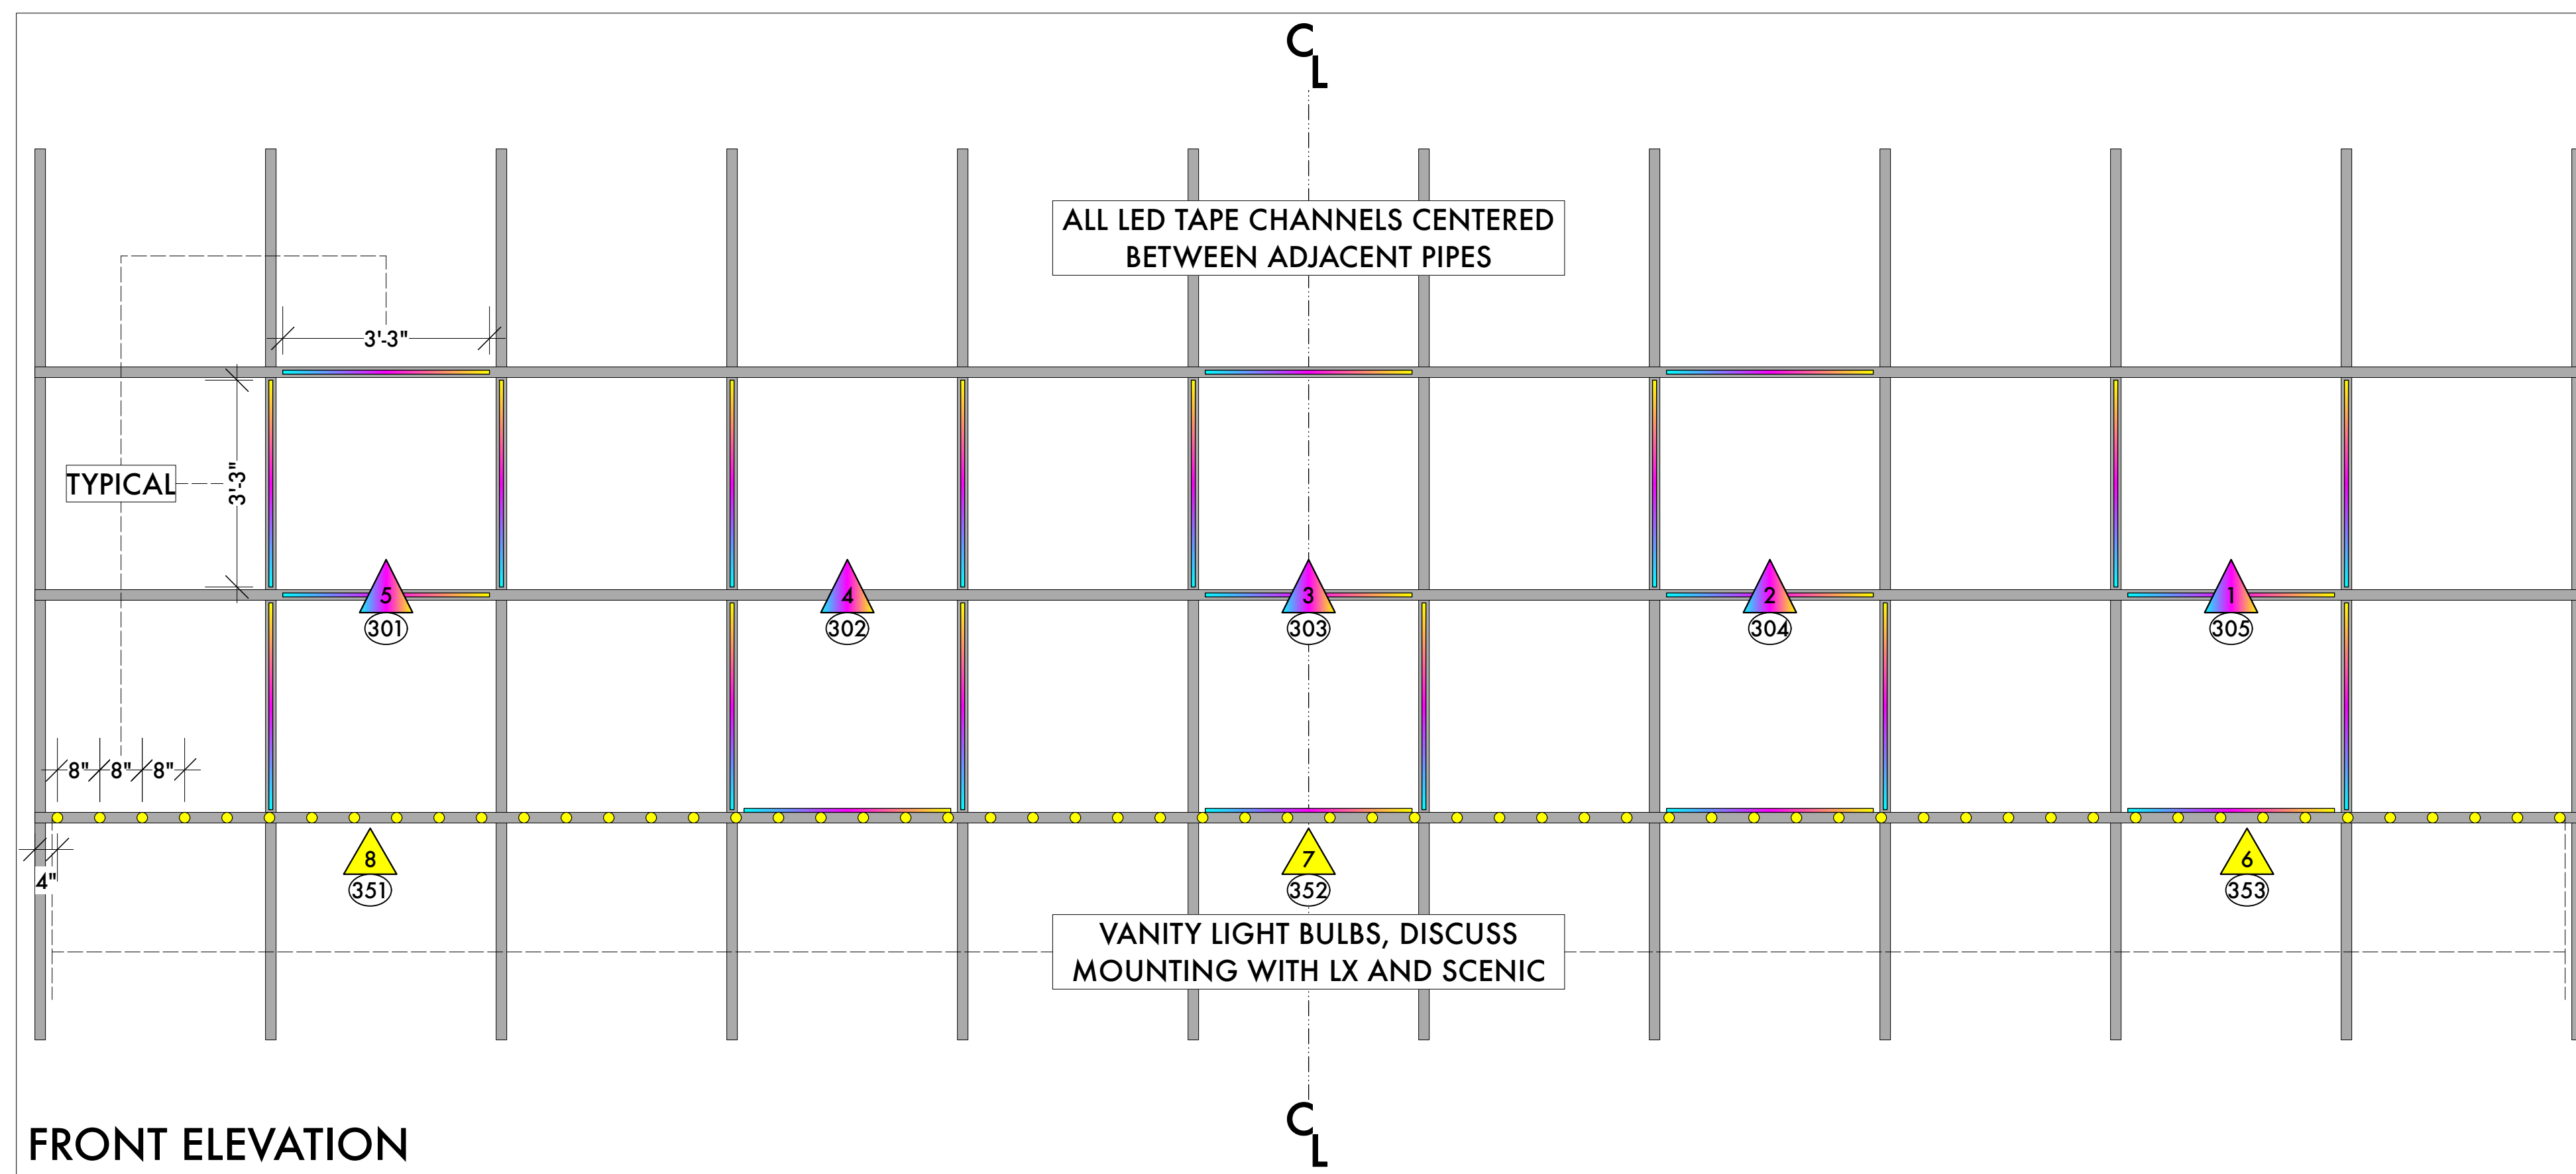 CL
ALL LED TAPE CHANNELS CENTERED
BETWEEN ADJACENT PIPES
3'-3"
TYPICAL
3'-3"
5
4
3
2
1
301
302
303
304
305
8" 8" 8"
8
7
6
4"
351
352
353
VANITY LIGHT BULBS, DISCUSS
MOUNTING WITH LX AND SCENIC
CL
FRONT ELEVATION